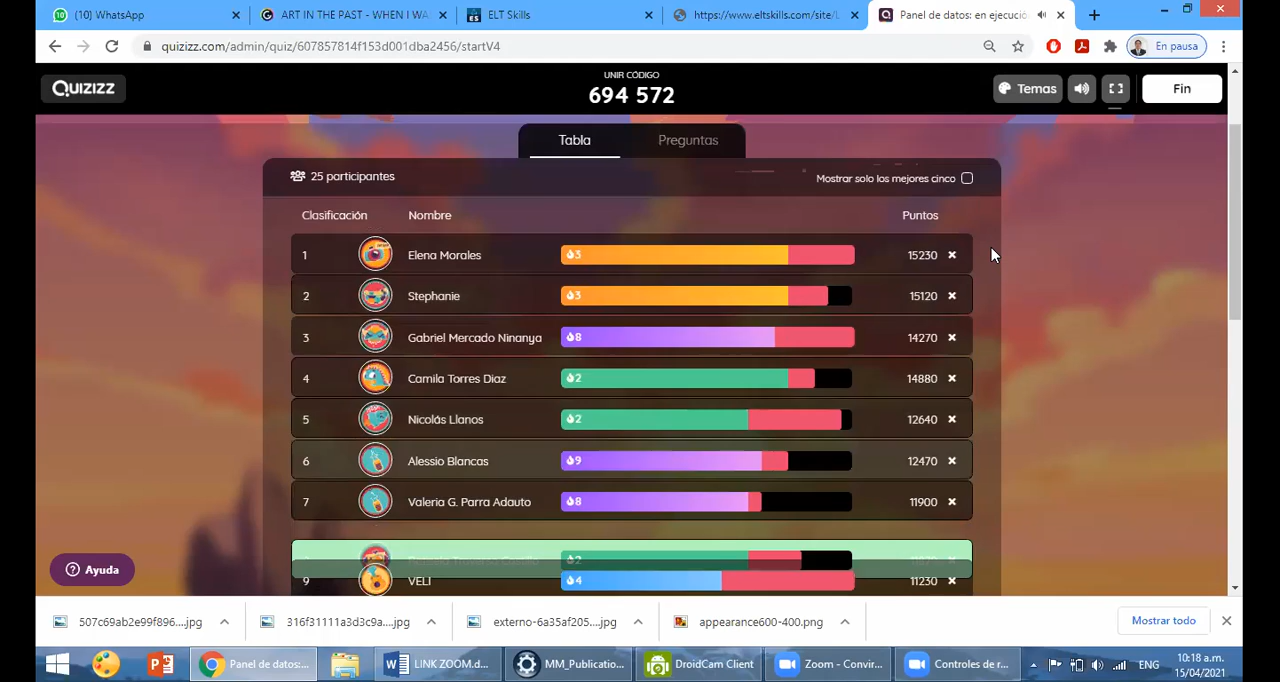 (10) WhatsApp
ART IN THE PAST - WHEN I WA
ELT Skills
https://www.eltskills.com/site/L
Panel de datos: en ejecució
quizizz.com/admin/quiz/607857814f153d001dba2456/startV4
En pausa
Quizizz
UNIR CÓDIGO
694 572
Temas
Fin
Tabla
Preguntas
25 participantes
Mostrar solo los mejores cinco
Clasificación Nombre Puntos
1 Elena Morales 3 15230
2 Stephanie 3 15120
3 Gabriel Mercado Ninanya 8 14270
4 Camila Torres Diaz 2 14880
5 Nicolás Llanos 2 12640
6 Alessio Blancas 9 12470
7 Valeria G. Parra Adauto 8 11900
2
9 VELI 4 11230
Ayuda
507c69ab2e99f896....jpg
316f31111a3d3c9a....jpg
externo-6a35af205....jpg
appearance600-400.png
Mostrar todo
Panel de datos:...
LINK ZOOM.d...
MM_Publicatio...
DroidCam Client
Zoom - Convir...
Controles de r...
ENG
10:18 a.m.
15/04/2021